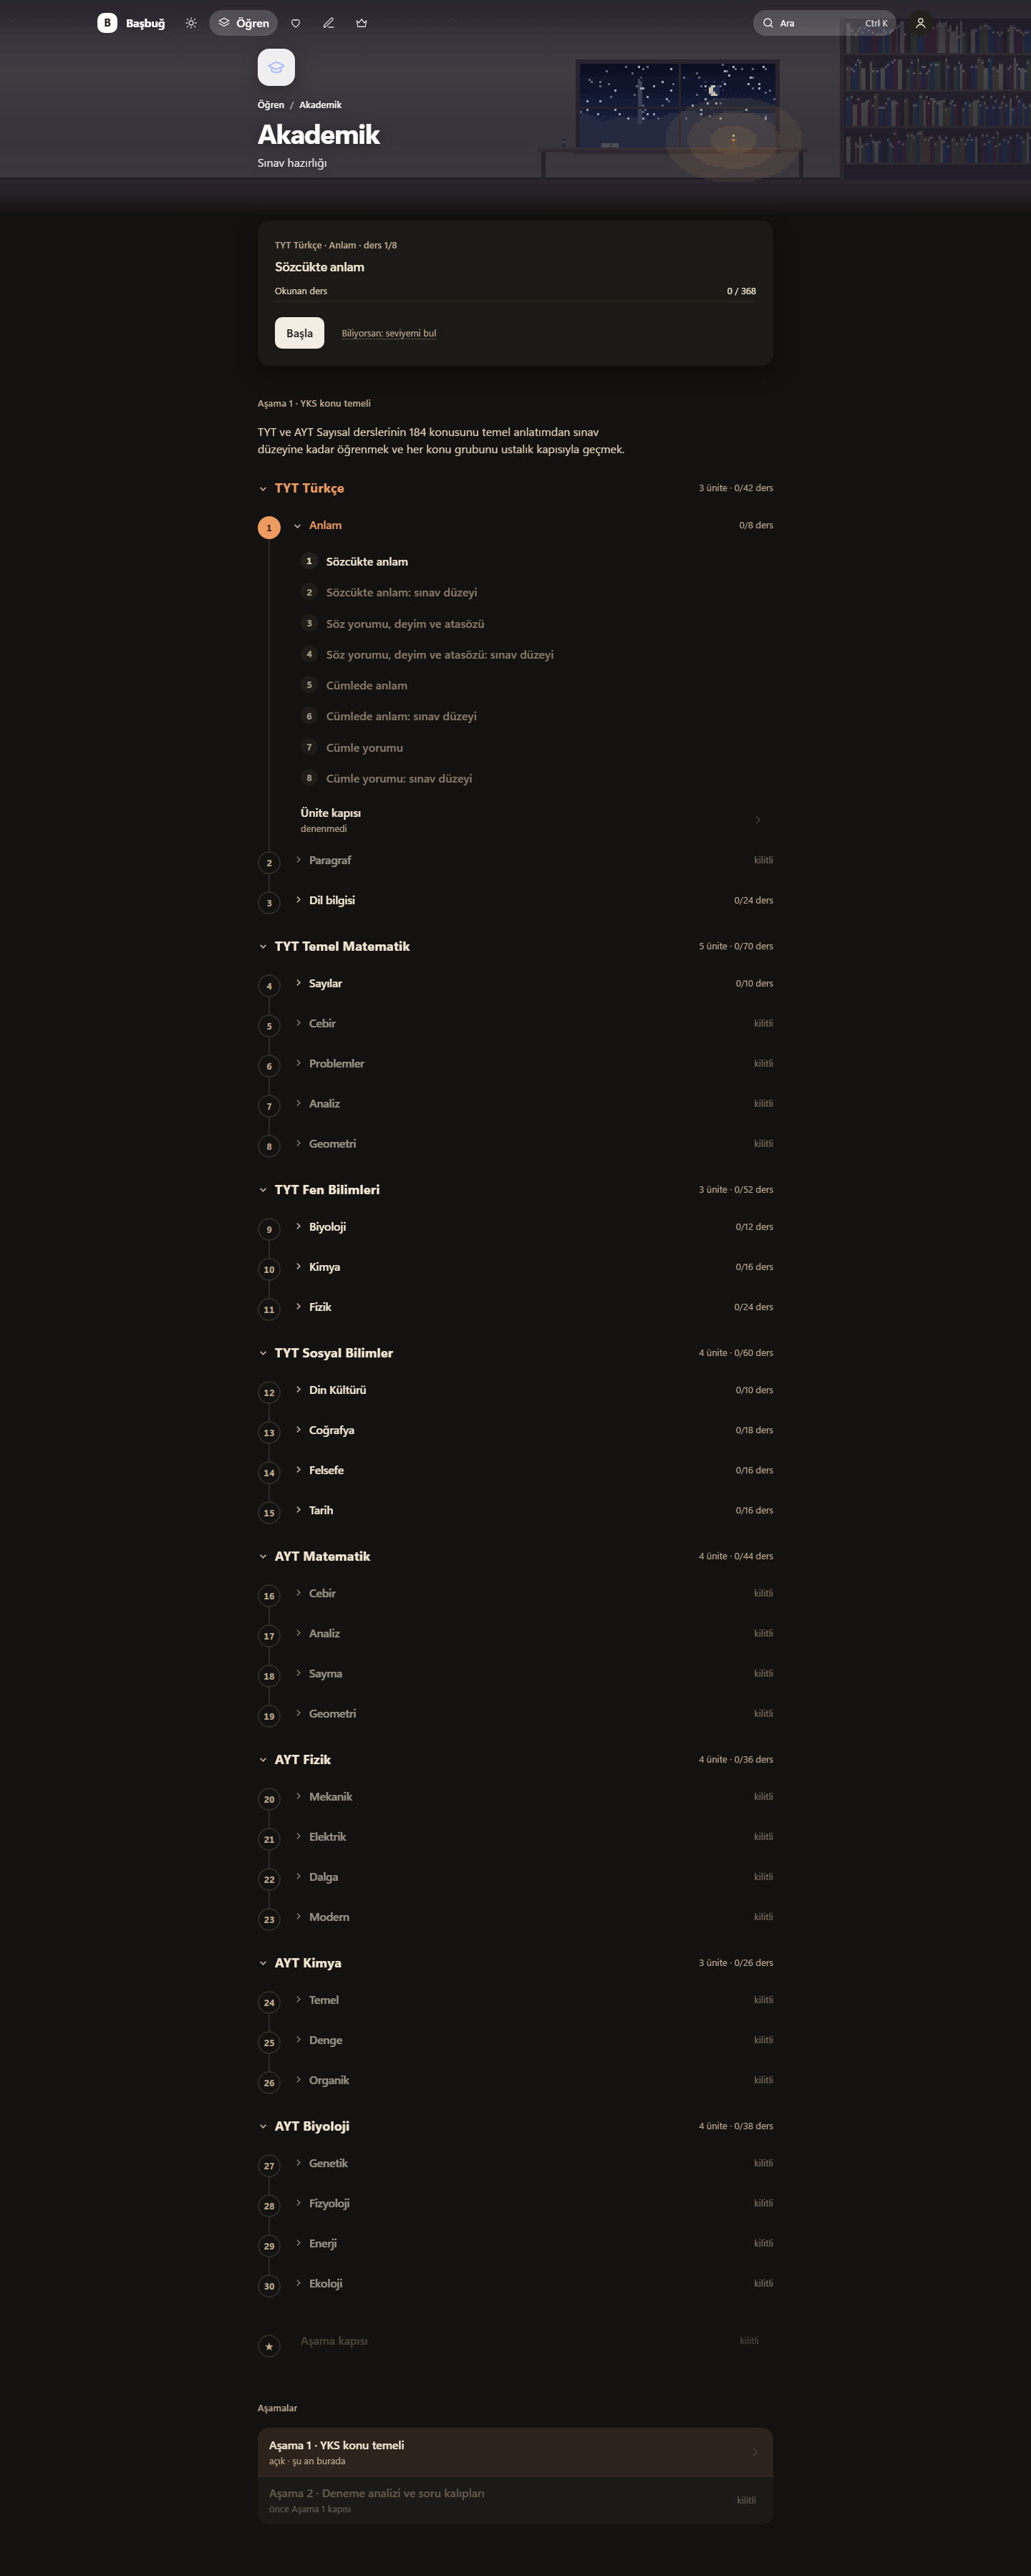 B Başbuğ Öğren Ara Ctrl K
Öğren / Akademik
Akademik
Sınav hazırlığı
TYT Türkçe · Anlam · ders 1/8
Sözcükte anlam
Okunan ders 0 / 368
Başla Biliyorsan: seviyemi bul
Aşama 1 · YKS konu temeli
TYT ve AYT Sayısal derslerinin 184 konusunu temel anlatımdan sınav
düzeyine kadar öğrenmek ve her konu grubunu ustalık kapısıyla geçmek.
TYT Türkçe 3 ünite · 0/42 ders
1 Anlam 0/8 ders
1 Sözcükte anlam
2 Sözcükte anlam: sınav düzeyi
3 Söz yorumu, deyim ve atasözü
4 Söz yorumu, deyim ve atasözü: sınav düzeyi
5 Cümlede anlam
6 Cümlede anlam: sınav düzeyi
7 Cümle yorumu
8 Cümle yorumu: sınav düzeyi
Ünite kapısı
denenmedi
2 Paragraf kilitli
3 Dil bilgisi 0/24 ders
TYT Temel Matematik 5 ünite · 0/70 ders
4 Sayılar 0/10 ders
5 Cebir kilitli
6 Problemler kilitli
7 Analiz kilitli
8 Geometri kilitli
TYT Fen Bilimleri 3 ünite · 0/52 ders
9 Biyoloji 0/12 ders
10 Kimya 0/16 ders
11 Fizik 0/24 ders
TYT Sosyal Bilimler 4 ünite · 0/60 ders
12 Din Kültürü 0/10 ders
13 Coğrafya 0/18 ders
14 Felsefe 0/16 ders
15 Tarih 0/16 ders
AYT Matematik 4 ünite · 0/44 ders
16 Cebir kilitli
17 Analiz kilitli
18 Sayma kilitli
19 Geometri kilitli
AYT Fizik 4 ünite · 0/36 ders
20 Mekanik kilitli
21 Elektrik kilitli
22 Dalga kilitli
23 Modern kilitli
AYT Kimya 3 ünite · 0/26 ders
24 Temel kilitli
25 Denge kilitli
26 Organik kilitli
AYT Biyoloji 4 ünite · 0/38 ders
27 Genetik kilitli
28 Fizyoloji kilitli
29 Enerji kilitli
30 Ekoloji kilitli
Aşama kapısı kilitli
Aşamalar
Aşama 1 · YKS konu temeli
açık · şu an burada
Aşama 2 · Deneme analizi ve soru kalıpları kilitli
önce Aşama 1 kapısı